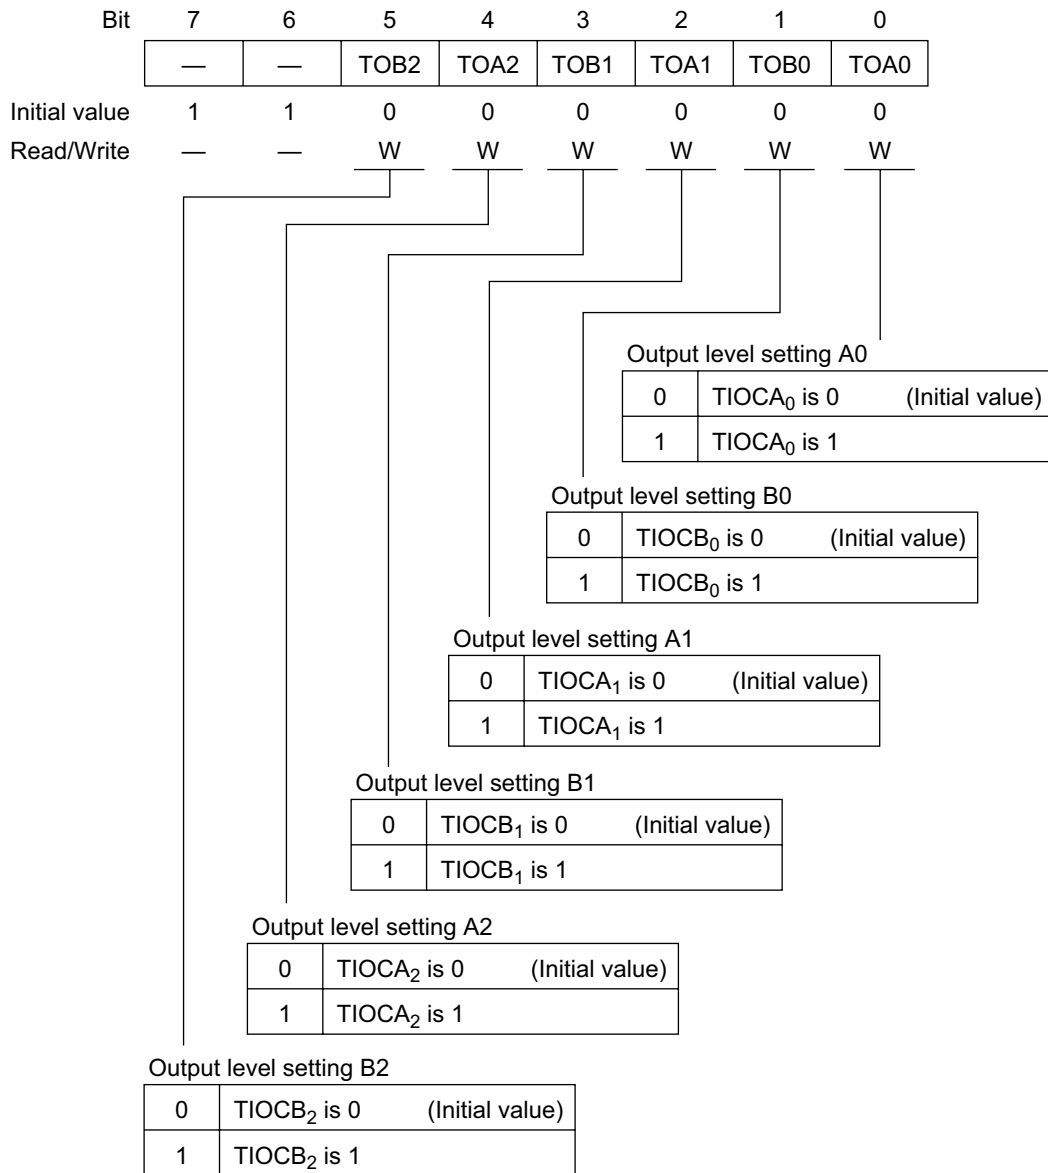 Bit 7 6 5 4 3 2 1 0
— — TOB2 TOA2 TOB1 TOA1 TOB0 TOA0
Initial value 1 1 0 0 0 0 0 0
Read/Write — — W W W W W W
Output level setting A0
0 TIOCA₀ is 0 (Initial value)
1 TIOCA₀ is 1
Output level setting B0
0 TIOCB₀ is 0 (Initial value)
1 TIOCB₀ is 1
Output level setting A1
0 TIOCA₁ is 0 (Initial value)
1 TIOCA₁ is 1
Output level setting B1
0 TIOCB₁ is 0 (Initial value)
1 TIOCB₁ is 1
Output level setting A2
0 TIOCA₂ is 0 (Initial value)
1 TIOCA₂ is 1
Output level setting B2
0 TIOCB₂ is 0 (Initial value)
1 TIOCB₂ is 1